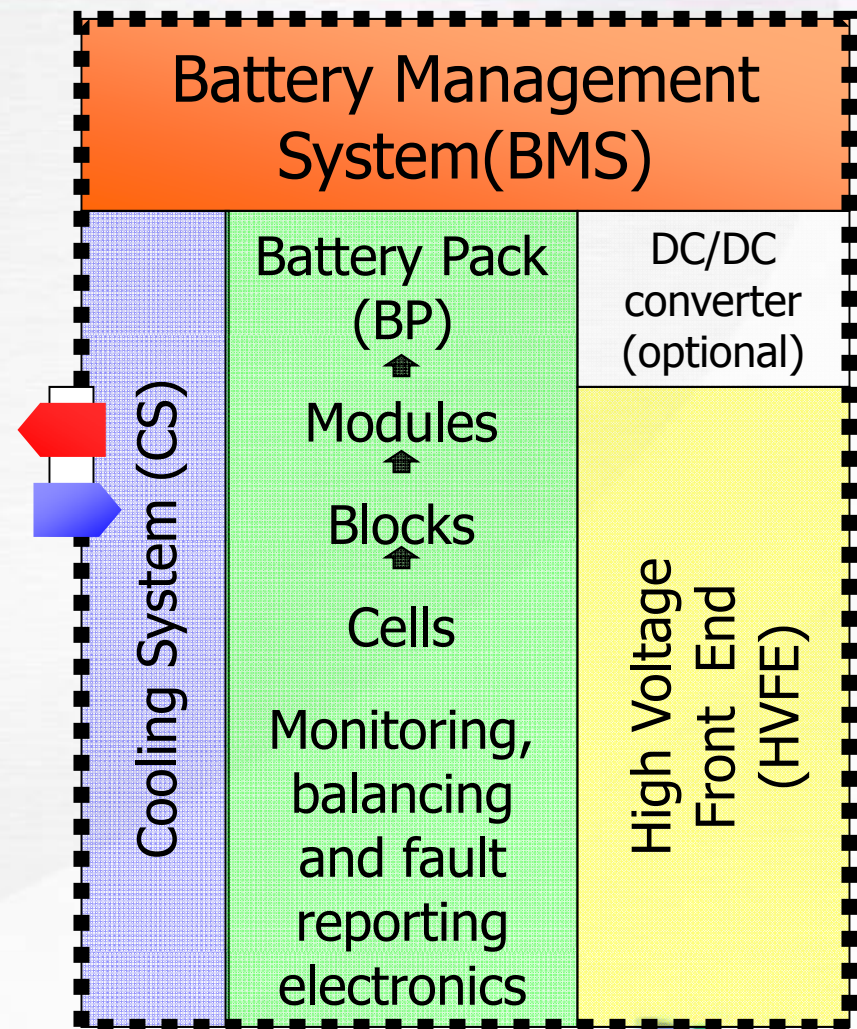 Battery Management
System(BMS)
Cooling System (CS)
Battery Pack
(BP)
Modules
Blocks
Cells
Monitoring,
balancing
and fault
reporting
electronics
DC/DC
converter
(optional)
High Voltage
Front End
(HVFE)